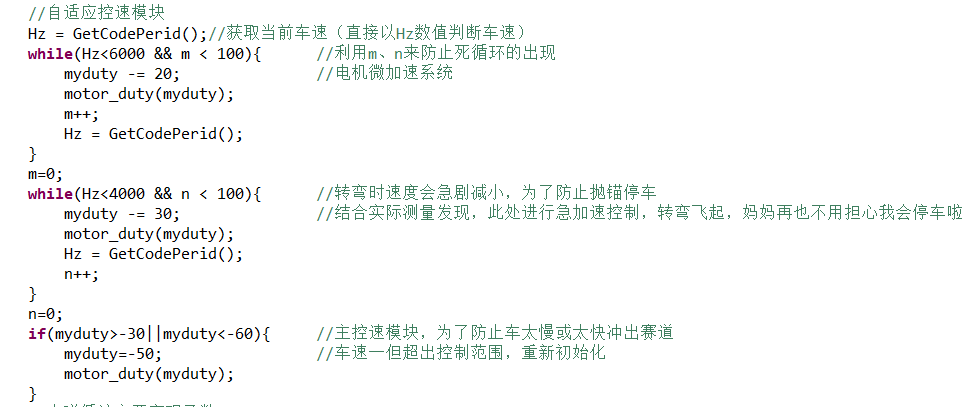 //自适应控速模块
Hz = GetCodePerid();//获取当前车速（直接以Hz数值判断车速）
while(Hz<6000 && m < 100){ //利用m、n来防止死循环的出现
myduty -= 20; //电机微加速系统
motor_duty(myduty);
m++;
Hz = GetCodePerid();
}
m=0;
while(Hz<4000 && n < 100){ //转弯时速度会急剧减小，为了防止抛锚停车
myduty -= 30; //结合实际测量发现，此处进行急加速控制，转弯飞起，妈妈再也不用担心我会停车啦
motor_duty(myduty);
Hz = GetCodePerid();
n++;
}
n=0;
if(myduty>-30||myduty<-60){ //主控速模块，为了防止车太慢或太快冲出赛道
myduty=-50; //车速一但超出控制范围，重新初始化
motor_duty(myduty);
}